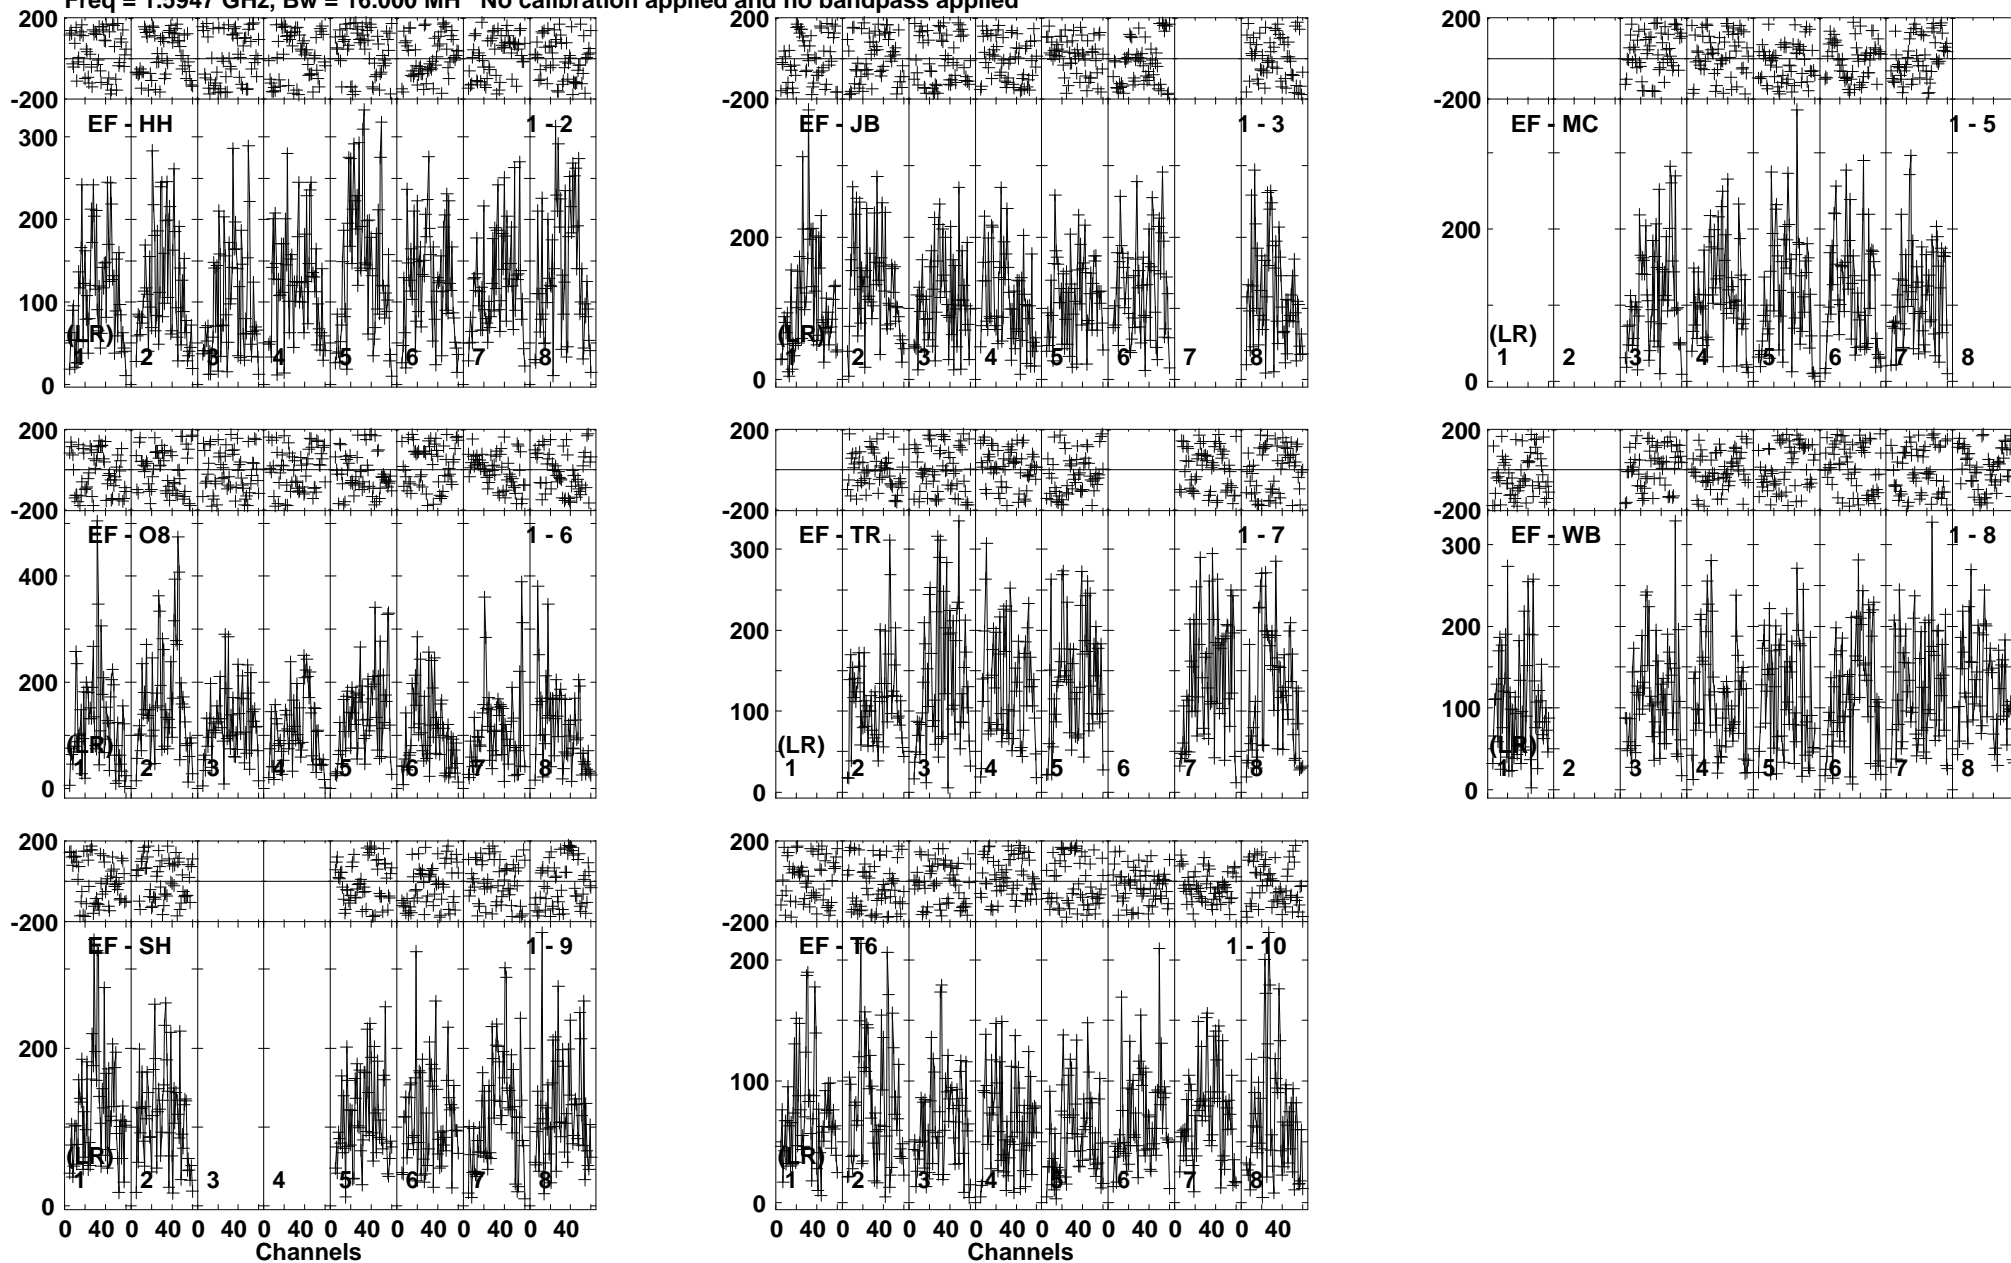 Freq = 1.5947 GHz, Bw = 16.000 MH No calibration applied and no bandpass applied
200
-200
EF - HH 1 - 2
300
200
100
0
(LR)
1 2 3 4 5 6 7 8
200
-200
EF - JB 1 - 3
200
0
(LR)
1 2 3 4 5 6 7 8
200
-200
EF - MC 1 - 5
200
0
(LR)
1 2 3 4 5 6 7 8
200
-200
EF - O8 1 - 6
400
200
0
(LR)
1 2 3 4 5 6 7 8
200
-200
EF - TR 1 - 7
300
200
100
0
(LR)
1 2 3 4 5 6 7 8
200
-200
EF - WB 1 - 8
300
200
100
0
(LR)
1 2 3 4 5 6 7 8
200
-200
EF - SH 1 - 9
200
0
(LR)
1 2 3 4 5 6 7 8
0 40 0 40 0 40 0 40 0 40 0 40 0 40 0 40
Channels
200
-200
EF - T6 1 - 10
200
100
0
(LR)
1 2 3 4 5 6 7 8
0 40 0 40 0 40 0 40 0 40 0 40 0 40 0 40
Channels